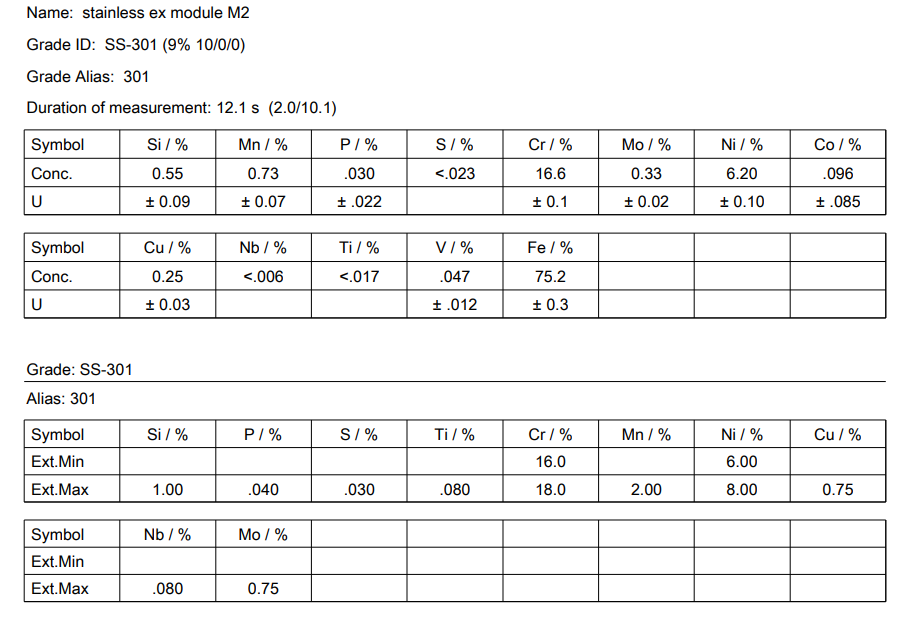 Name: stainless ex module M2
Grade ID: SS-301 (9% 10/0/0)
Grade Alias: 301
Duration of measurement: 12.1 s (2.0/10.1)
Symbol Si / % Mn / % P / % S / % Cr / % Mo / % Ni / % Co / %
Conc. 0.55 0.73 .030 <.023 16.6 0.33 6.20 .096
U ± 0.09 ± 0.07 ± .022 ± 0.1 ± 0.02 ± 0.10 ± .085
Symbol Cu / % Nb / % Ti / % V / % Fe / %
Conc. 0.25 <.006 <.017 .047 75.2
U ± 0.03 ± .012 ± 0.3
Grade: SS-301
Alias: 301
Symbol Si / % P / % S / % Ti / % Cr / % Mn / % Ni / % Cu / %
Ext.Min 16.0 6.00
Ext.Max 1.00 .040 .030 .080 18.0 2.00 8.00 0.75
Symbol Nb / % Mo / %
Ext.Min
Ext.Max .080 0.75